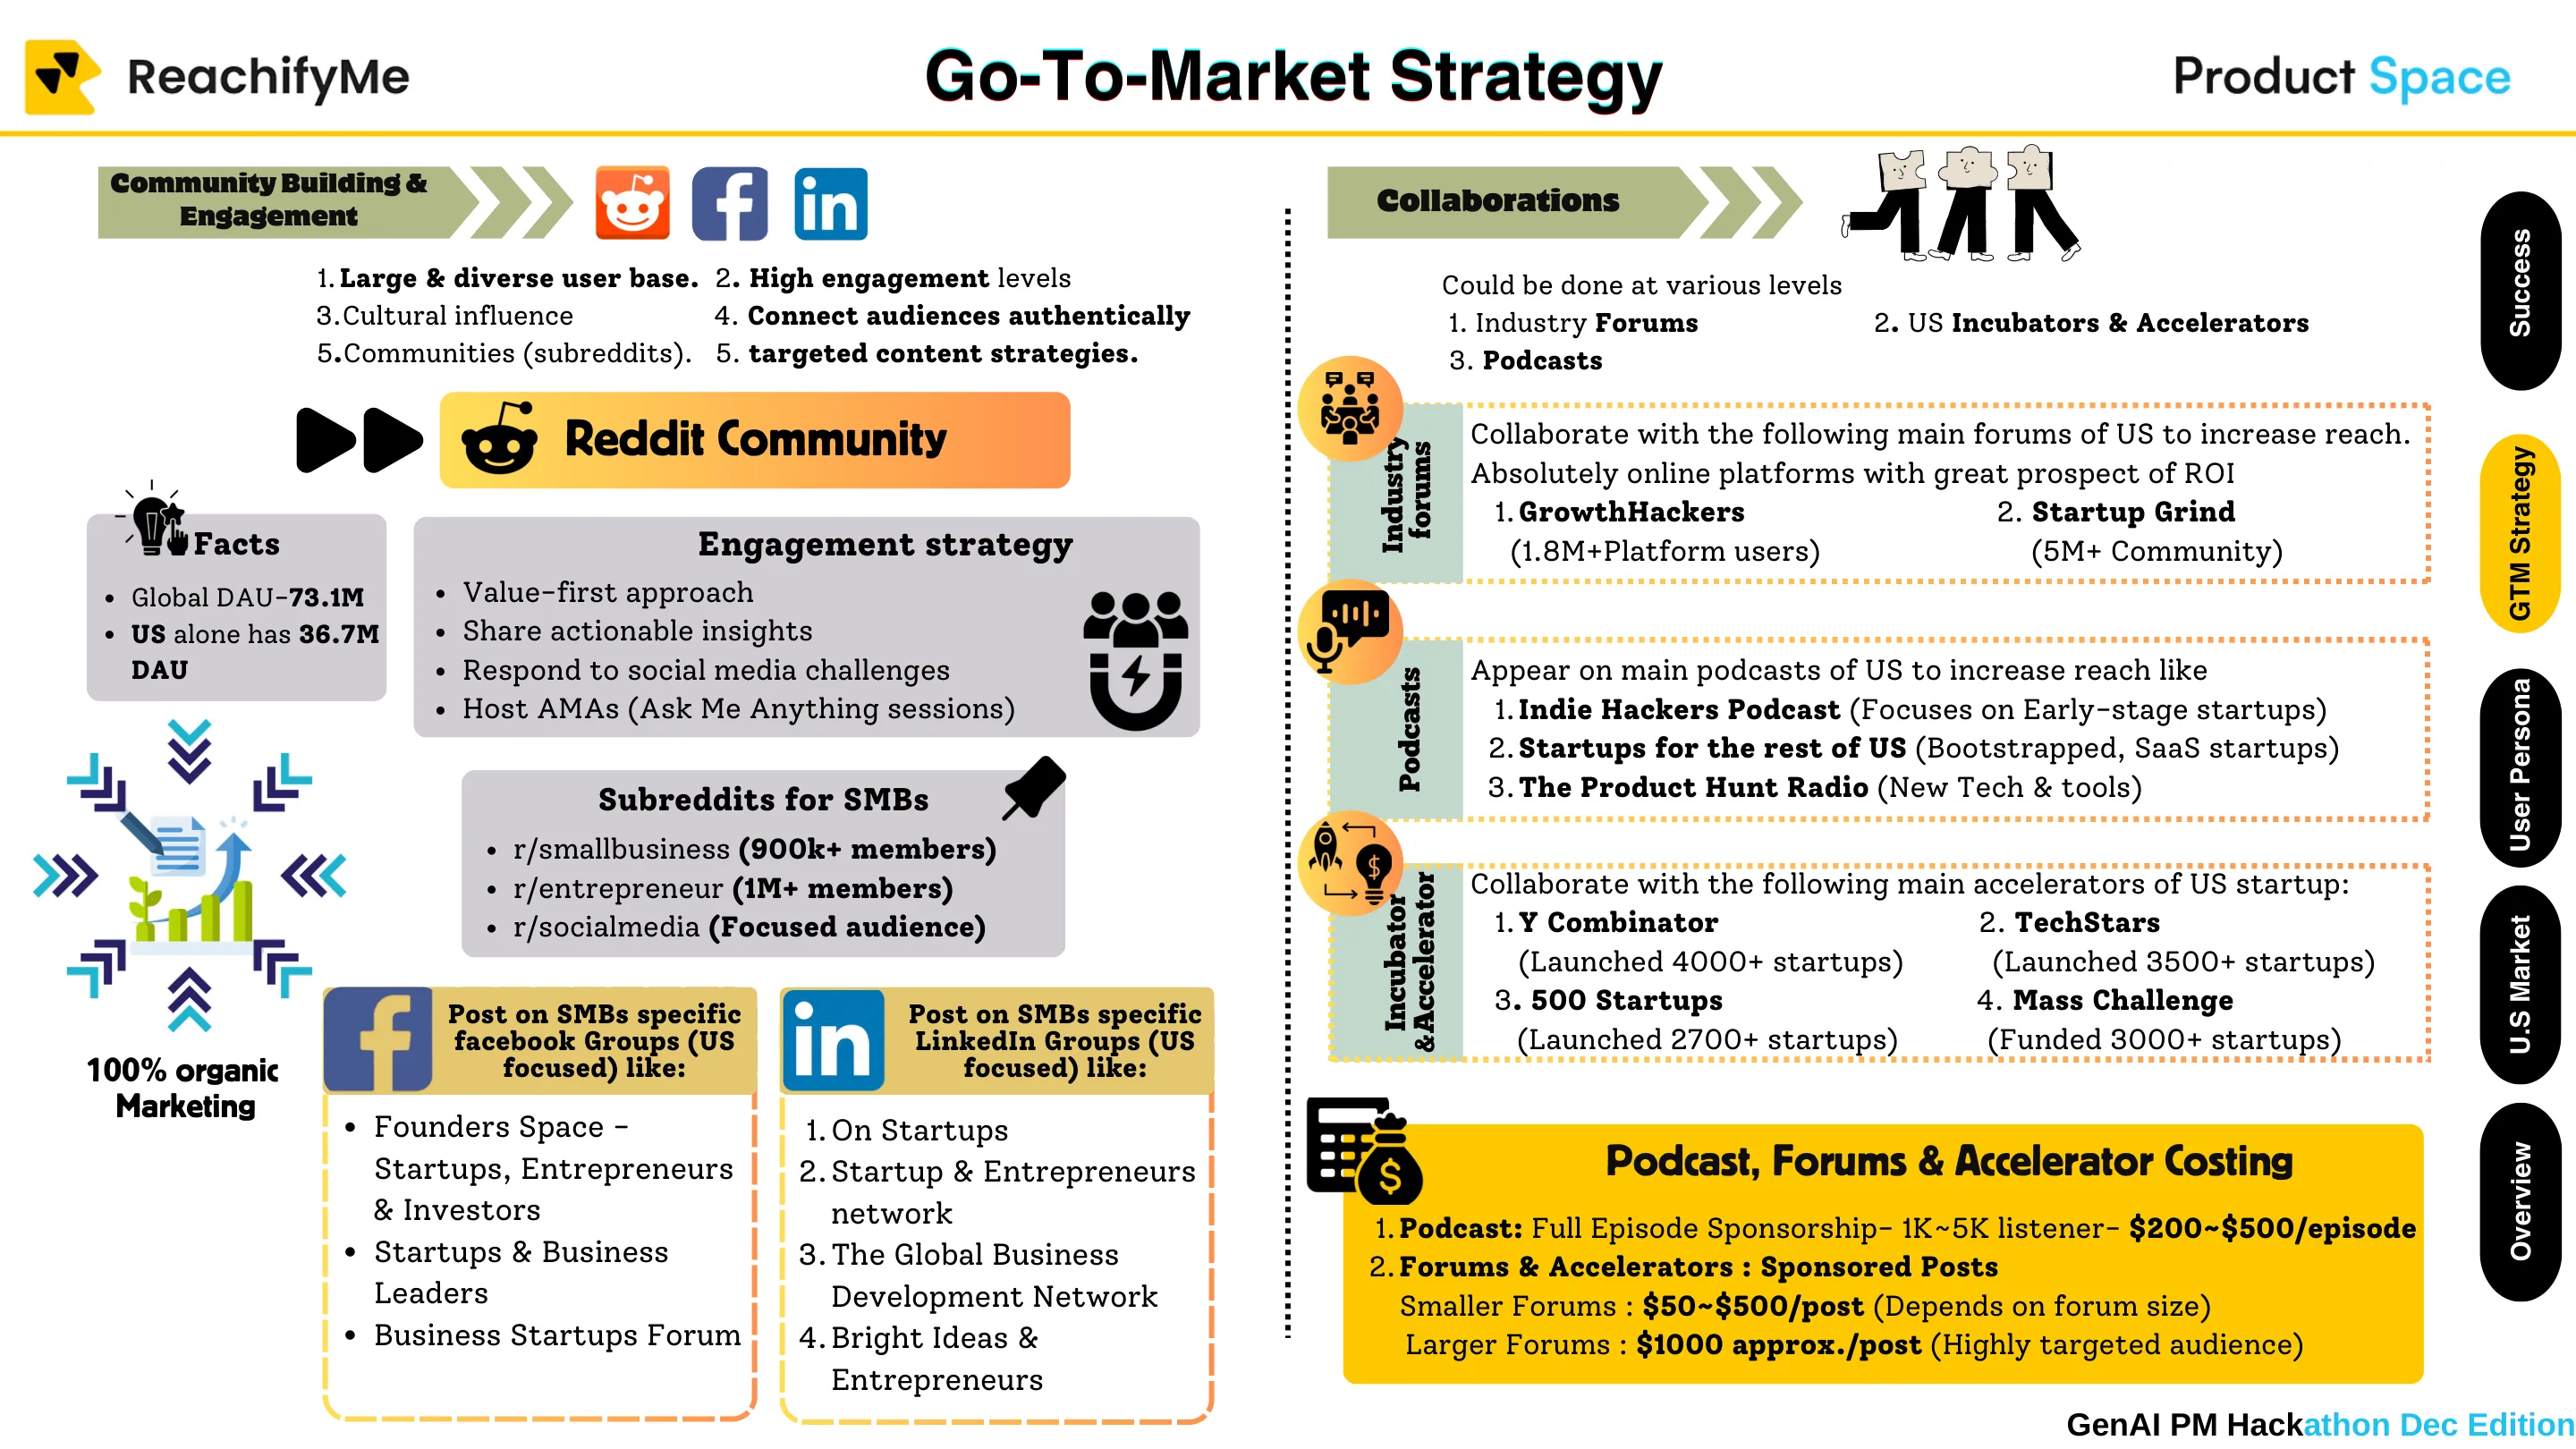 ReachifyMe
Go-To-Market Strategy
Product Space
Community Building &
Engagement
1. Large & diverse user base. 2. High engagement levels
3.Cultural influence 4. Connect audiences authentically
5.Communities (subreddits). 5. targeted content strategies.
Reddit Community
Facts
• Global DAU-73.1M
• US alone has 36.7M
DAU
Engagement strategy
• Value-first approach
• Share actionable insights
• Respond to social media challenges
• Host AMAs (Ask Me Anything sessions)
Subreddits for SMBs
• r/smallbusiness (900k+ members)
• r/entrepreneur (1M+ members)
• r/socialmedia (Focused audience)
100% organic
Marketing
Post on SMBs specific
facebook Groups (US
focused) like:
• Founders Space -
Startups, Entrepreneurs
& Investors
• Startups & Business
Leaders
• Business Startups Forum
Post on SMBs specific
LinkedIn Groups (US
focused) like:
1. On Startups
2. Startup & Entrepreneurs
network
3. The Global Business
Development Network
4. Bright Ideas &
Entrepreneurs
Collaborations
Could be done at various levels
1. Industry Forums 2. US Incubators & Accelerators
3. Podcasts
Industry
forums
Collaborate with the following main forums of US to increase reach.
Absolutely online platforms with great prospect of ROI
1. GrowthHackers 2. Startup Grind
(1.8M+Platform users) (5M+ Community)
Podcasts
Appear on main podcasts of US to increase reach like
1. Indie Hackers Podcast (Focuses on Early-stage startups)
2. Startups for the rest of US (Bootstrapped, SaaS startups)
3. The Product Hunt Radio (New Tech & tools)
Incubator
&Accelerator
Collaborate with the following main accelerators of US startup:
1. Y Combinator 2. TechStars
(Launched 4000+ startups) (Launched 3500+ startups)
3. 500 Startups 4. Mass Challenge
(Launched 2700+ startups) (Funded 3000+ startups)
Podcast, Forums & Accelerator Costing
1. Podcast: Full Episode Sponsorship- 1K~5K listener- $200~$500/episode
2. Forums & Accelerators : Sponsored Posts
Smaller Forums : $50~$500/post (Depends on forum size)
Larger Forums : $1000 approx./post (Highly targeted audience)
Success
GTM Strategy
User Persona
U.S Market
Overview
GenAI PM Hackathon Dec Edition